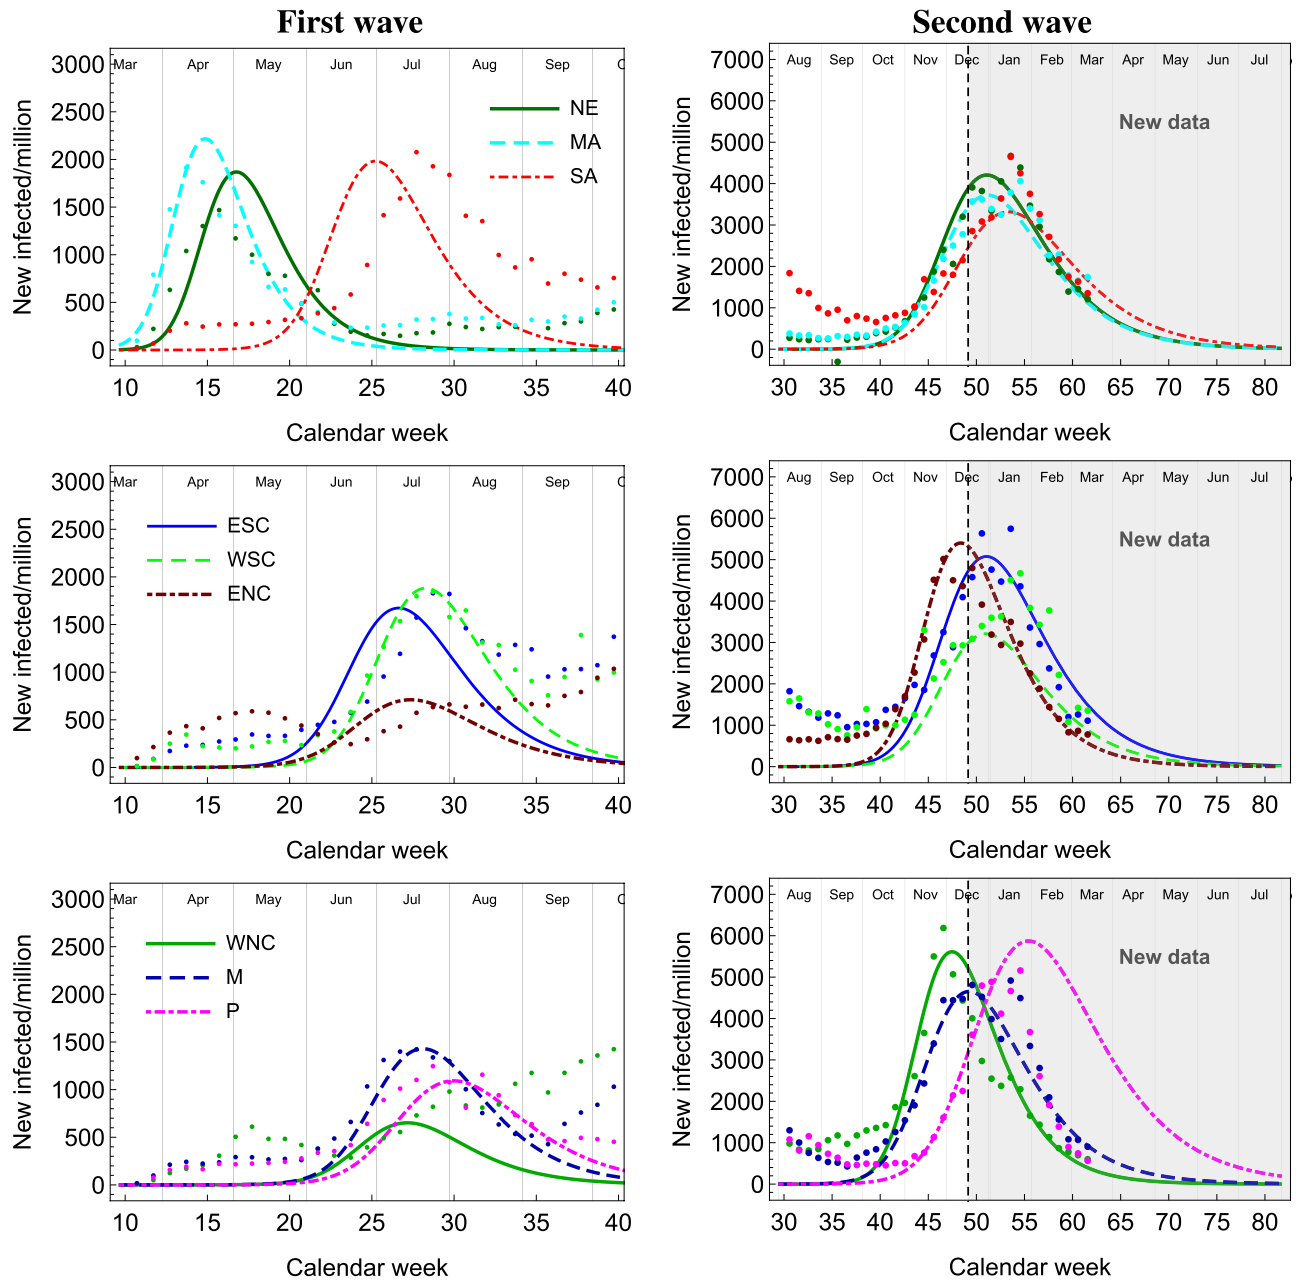 First wave
Second wave
New infected/million
3000
2500
2000
1500
1000
500
0
Mar Apr May Jun Jul Aug Sep
NE
MA
SA
10 15 20 25 30 35 40
Calendar week
New infected/million
7000
6000
5000
4000
3000
2000
1000
0
Aug Sep Oct Nov Dec Jan Feb Mar Apr May Jun Jul
New data
30 35 40 45 50 55 60 65 70 75 80
Calendar week
New infected/million
3000
2500
2000
1500
1000
500
0
Mar Apr May Jun Jul Aug Sep
ESC
WSC
ENC
10 15 20 25 30 35 40
Calendar week
New infected/million
7000
6000
5000
4000
3000
2000
1000
0
Aug Sep Oct Nov Dec Jan Feb Mar Apr May Jun Jul
New data
30 35 40 45 50 55 60 65 70 75 80
Calendar week
New infected/million
3000
2500
2000
1500
1000
500
0
Mar Apr May Jun Jul Aug Sep
WNC
M
P
10 15 20 25 30 35 40
Calendar week
New infected/million
7000
6000
5000
4000
3000
2000
1000
0
Aug Sep Oct Nov Dec Jan Feb Mar Apr May Jun Jul
New data
30 35 40 45 50 55 60 65 70 75 80
Calendar week